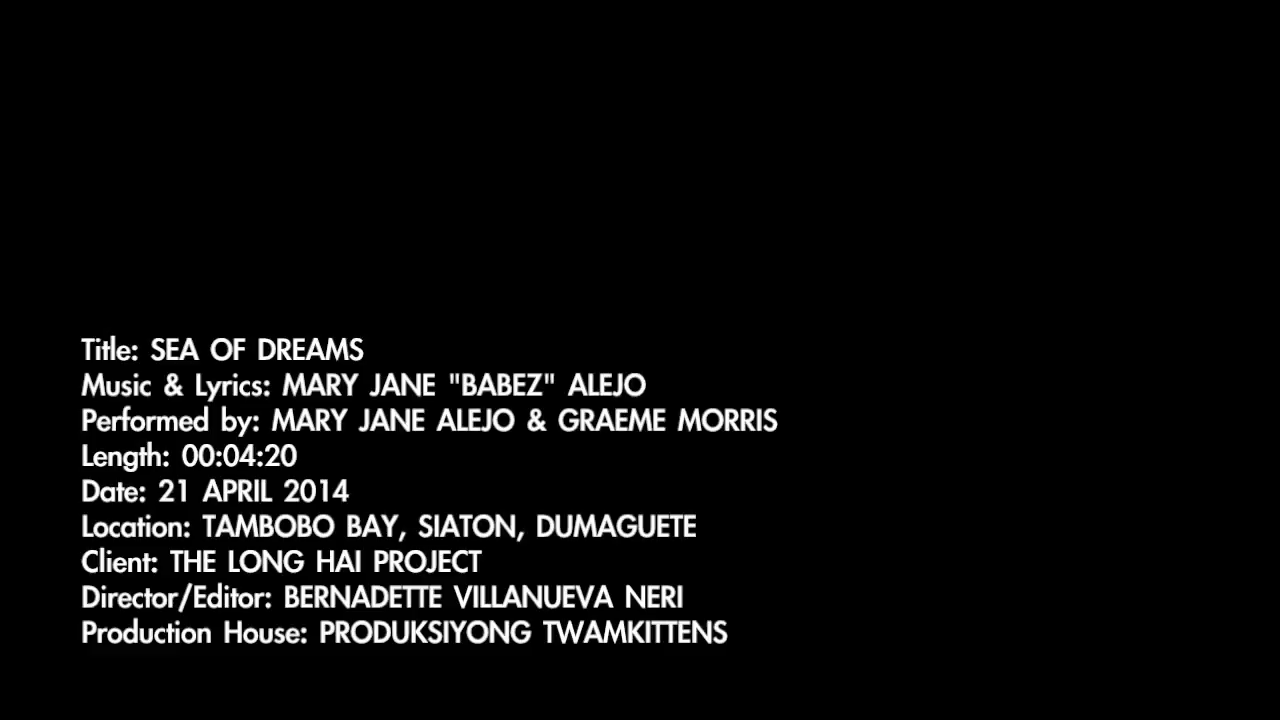 Title: SEA OF DREAMS
Music & Lyrics: MARY JANE "BABEZ" ALEJO
Performed by: MARY JANE ALEJO & GRAEME MORRIS
Length: 00:04:20
Date: 21 APRIL 2014
Location: TAMBOBO BAY, SIATON, DUMAGUETE
Client: THE LONG HAI PROJECT
Director/Editor: BERNADETTE VILLANUEVA NERI
Production House: PRODUKSIYONG TWAMKITTENS